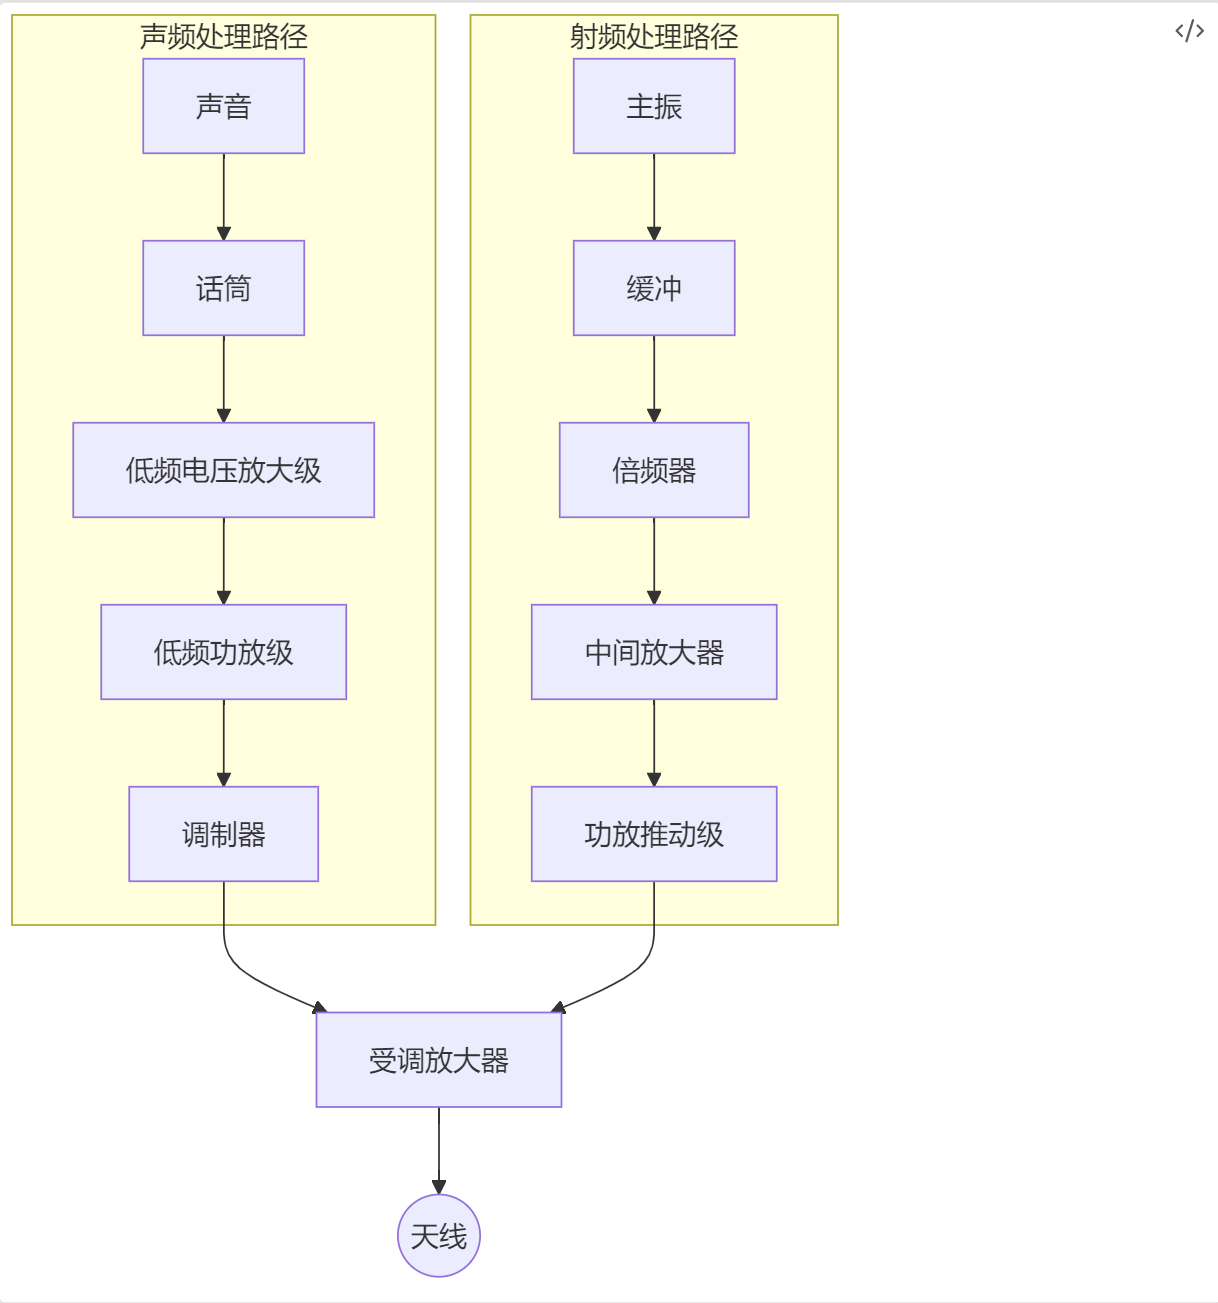 声频处理路径
声音
话筒
低频电压放大级
低频功放级
调制器
射频处理路径
主振
缓冲
倍频器
中间放大器
功放推动级
受调放大器
天线